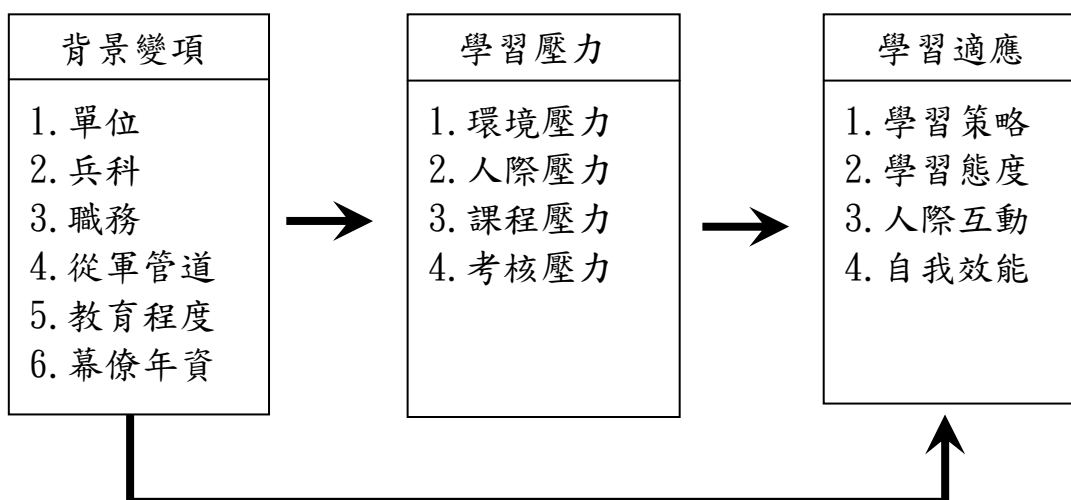 背景變項
1.單位
2.兵科
3.職務
4.從軍管道
5.教育程度
6.幕僚年資
學習壓力
1.環境壓力
2.人際壓力
3.課程壓力
4.考核壓力
學習適應
1.學習策略
2.學習態度
3.人際互動
4.自我效能